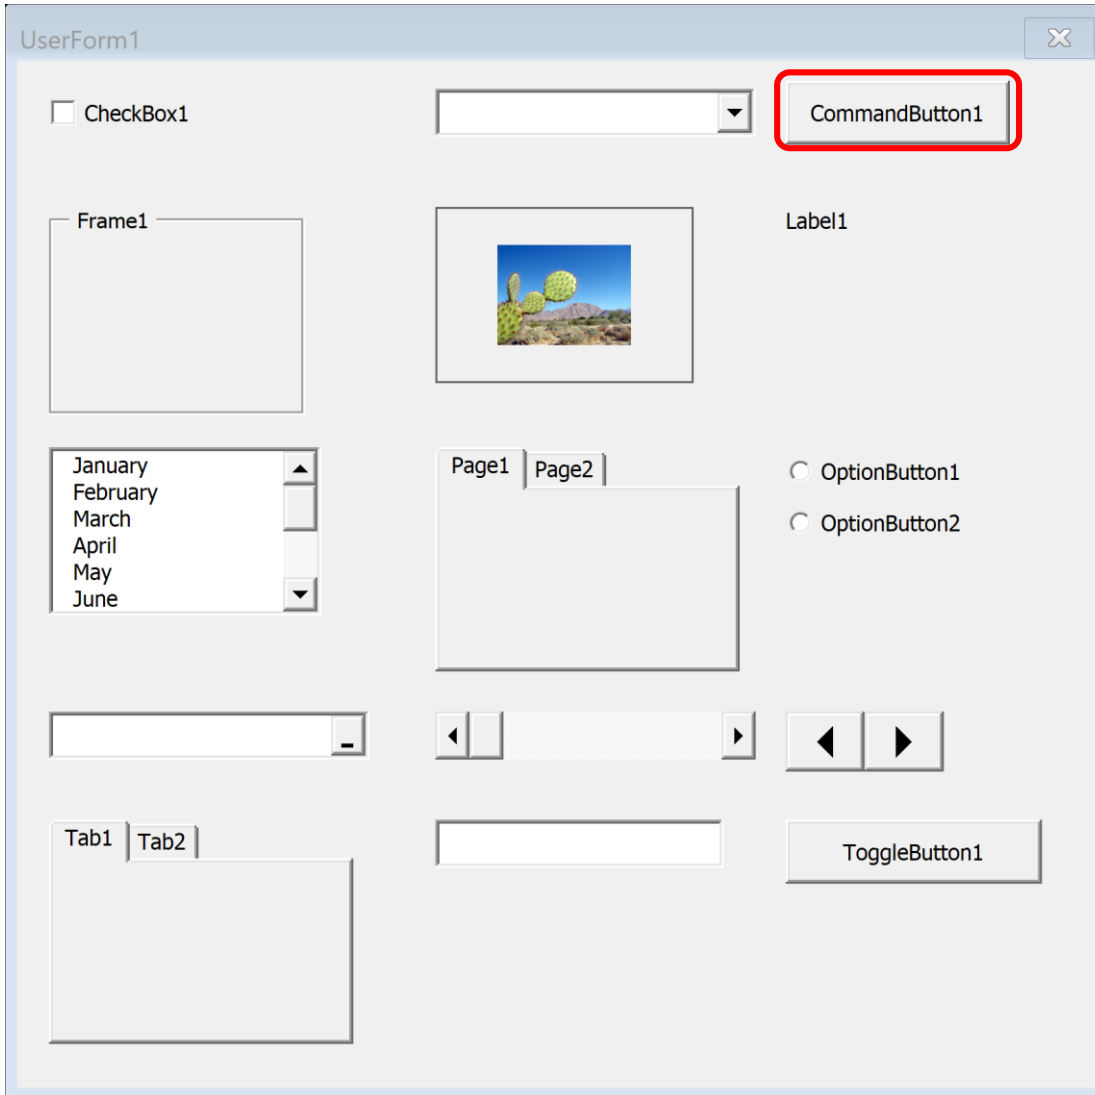 UserForm1
CheckBox1
CommandButton1
Frame1
Label1
January
February
March
April
May
June
Page1 Page2
OptionButton1
OptionButton2
Tab1 Tab2
ToggleButton1